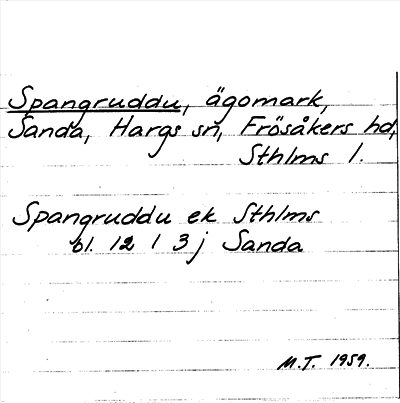 Spangruddu, ägomark,
Sanda, Hargs sn, Frösåkers hd,
Sthlms l.
Spangruddu ek Sthlms
bl. 12 l 3 j Sanda
M.T. 1959.